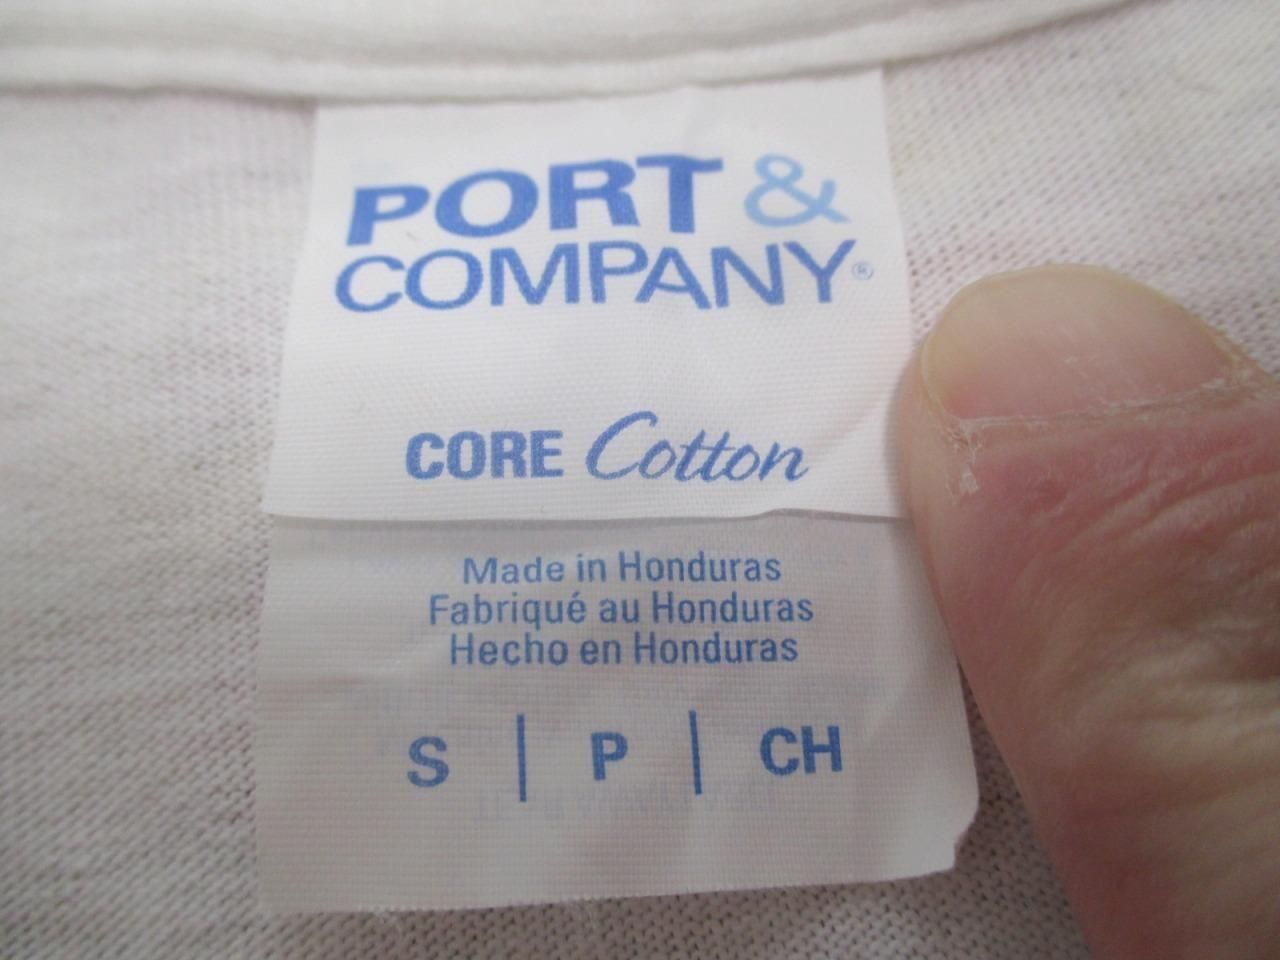 PORT &
COMPANY®
CORE Cotton
Made in Honduras
Fabriqué au Honduras
Hecho en Honduras
S | P | CH